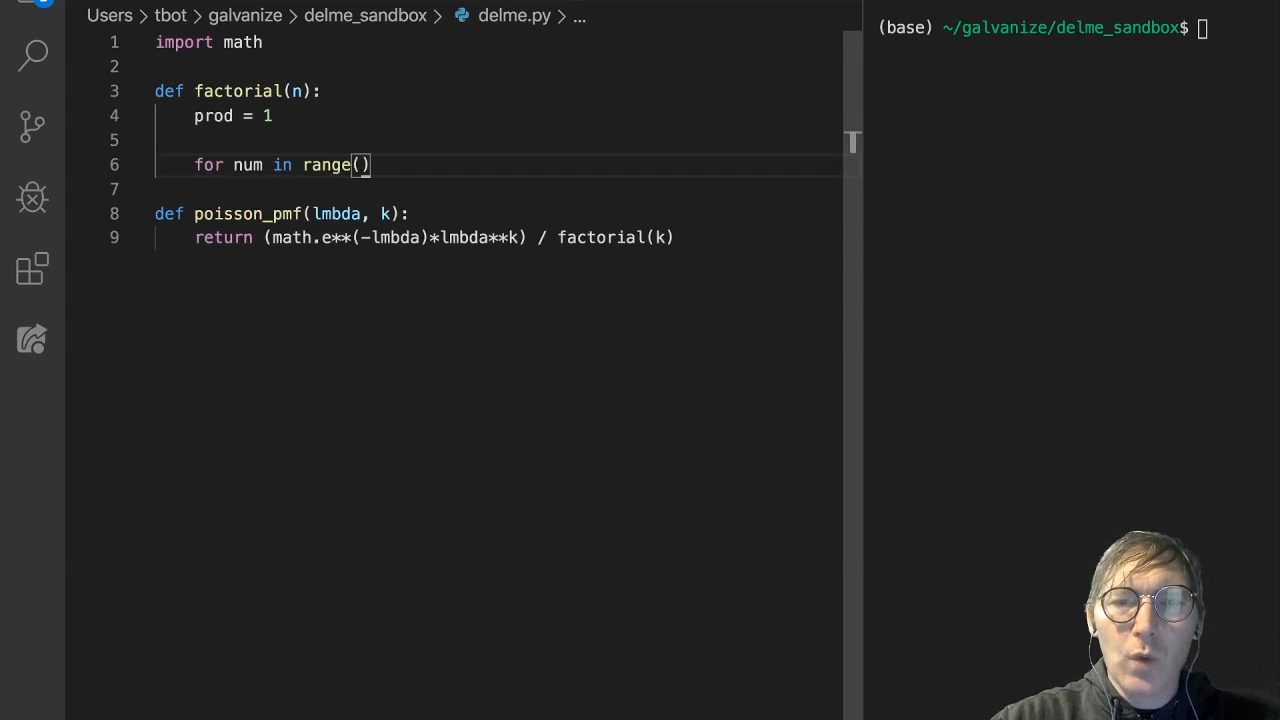 Users > tbot > galvanize > delme_sandbox > delme.py > ...
1 import math
2
3 def factorial(n):
4 prod = 1
5
6 for num in range()
7
8 def poisson_pmf(lmbda, k):
9 return (math.e**(-lmbda)*lmbda**k) / factorial(k)
(base) ~/galvanize/delme_sandbox$